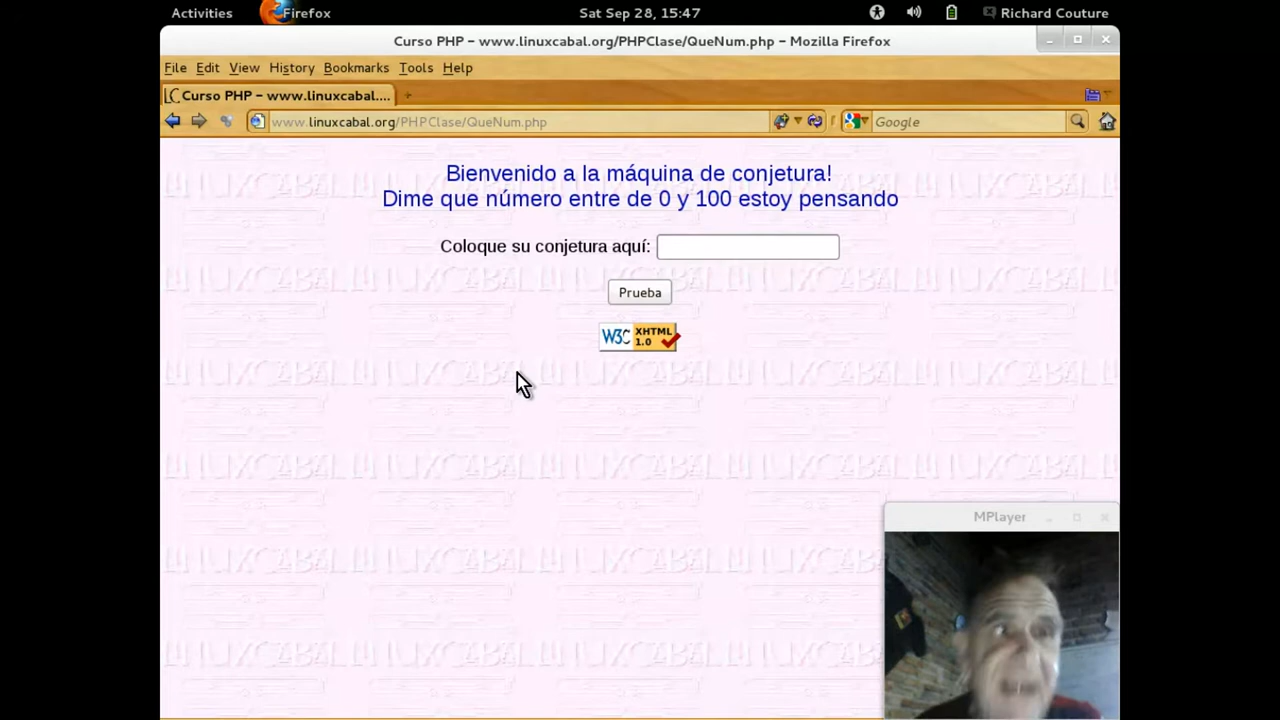 Activities Firefox Sat Sep 28, 15:47 Richard Couture
Curso PHP - www.linuxcabal.org/PHPClase/QueNum.php - Mozilla Firefox
File Edit View History Bookmarks Tools Help
Curso PHP - www.linuxcabal....
www.linuxcabal.org/PHPClase/QueNum.php Google
Bienvenido a la máquina de conjetura!
Dime que número entre de 0 y 100 estoy pensando
Coloque su conjetura aquí:
Prueba
W3C XHTML 1.0
MPlayer